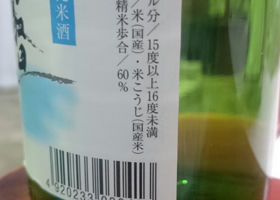 ル分／15度以上16度未満
／米(国産)・米こうじ(国産米)
精米歩合／60%
米酒
4920233